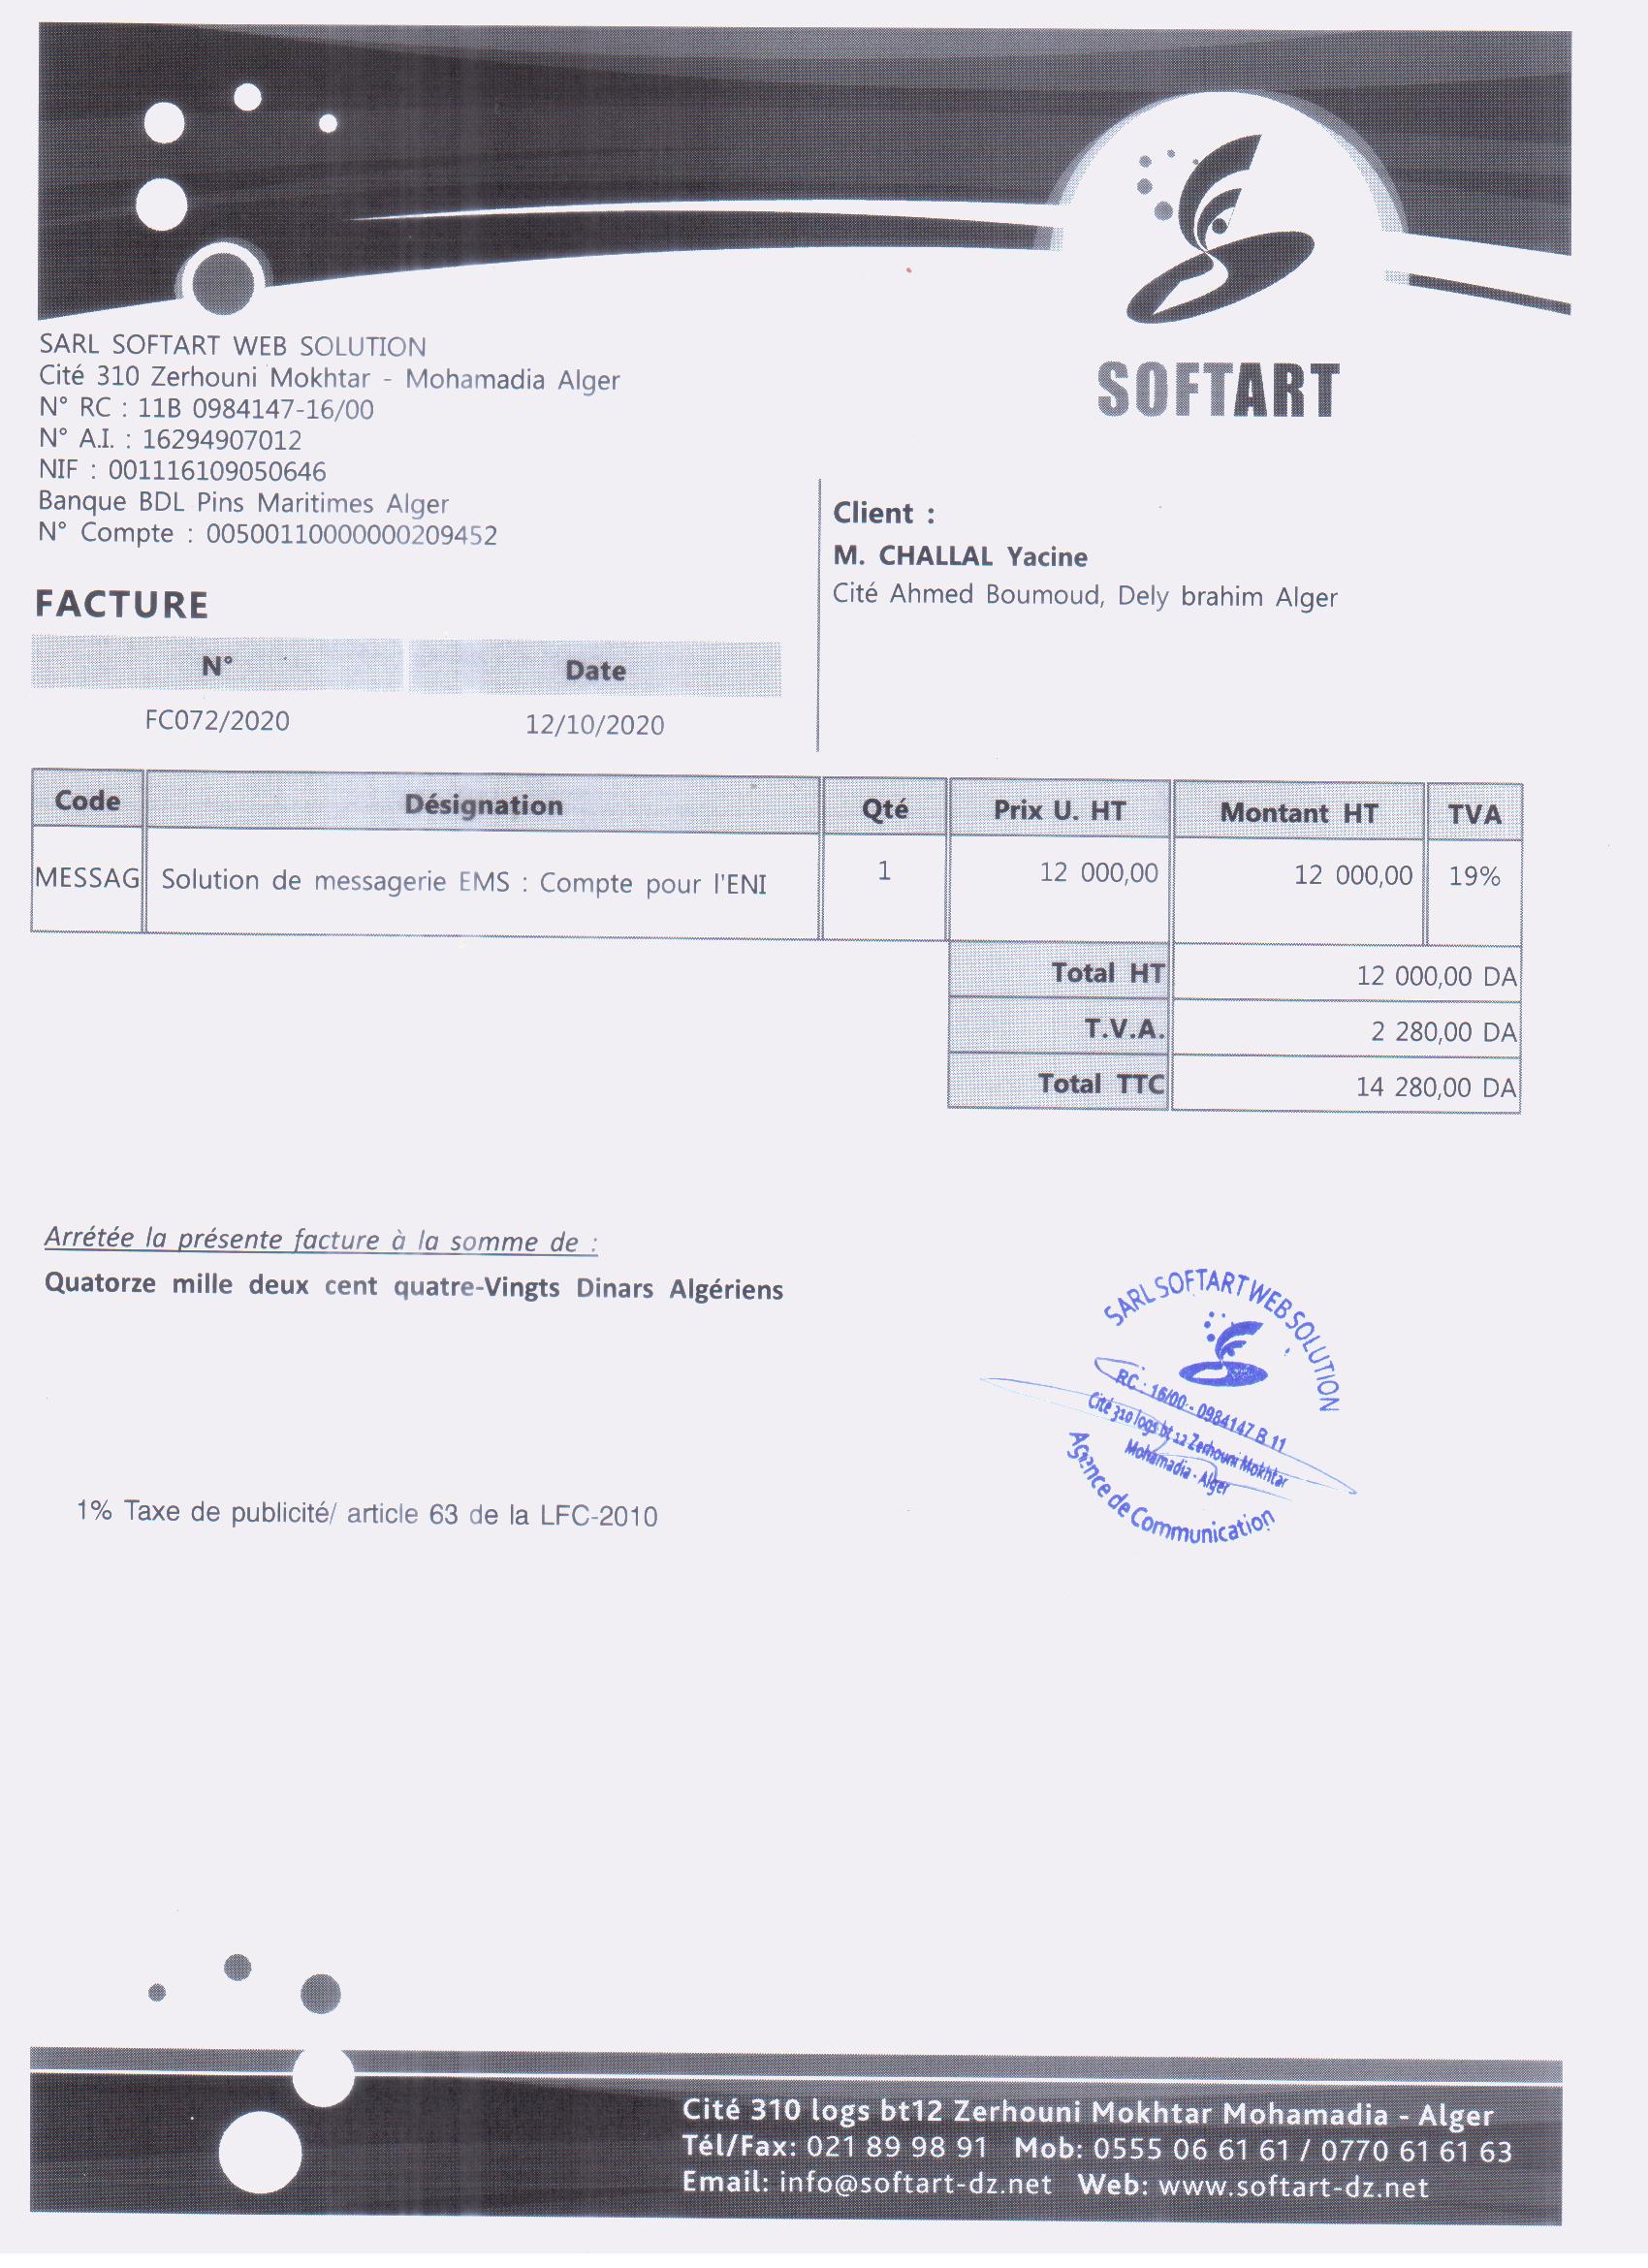 SOFTART
SARL SOFTART WEB SOLUTION
Cité 310 Zerhouni Mokhtar - Mohamadia Alger
N° RC : 11B 0984147-16/00
N° A.I. : 16294907012
NIF : 001116109050646
Banque BDL Pins Maritimes Alger
N° Compte : 00500110000000209452
Client :
M. CHALLAL Yacine
Cité Ahmed Boumoud, Dely brahim Alger
FACTURE
N° Date
FC072/2020 12/10/2020
Code Désignation Qté Prix U. HT Montant HT TVA
MESSAG Solution de messagerie EMS : Compte pour l'ENI 1 12 000,00 12 000,00 19%
Total HT 12 000,00 DA
T.V.A. 2 280,00 DA
Total TTC 14 280,00 DA
Arrétée la présente facture à la somme de :
Quatorze mille deux cent quatre-Vingts Dinars Algériens
SARL SOFTART WEB SOLUTION
RC : 16/00 - 0984147 B 11
Cité 310 logs bt 12 Zerhouni Mokhtar
Mohamadia - Alger
Agence de Communication
1% Taxe de publicité/ article 63 de la LFC-2010
Cité 310 logs bt12 Zerhouni Mokhtar Mohamadia - Alger
Tél/Fax: 021 89 98 91 Mob: 0555 06 61 61 / 0770 61 61 63
Email: info@softart-dz.net Web: www.softart-dz.net